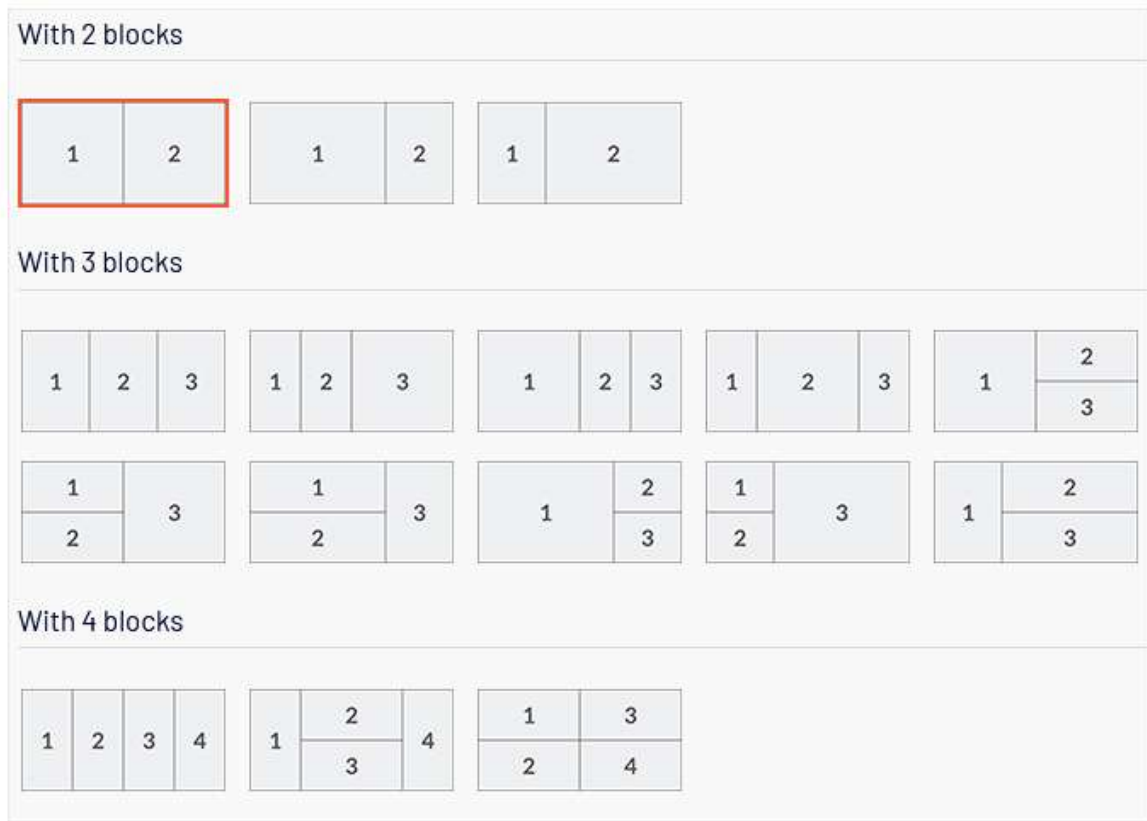 With 2 blocks
1 2 1 2 1 2
With 3 blocks
1 2 3 1 2 3 1 2 3 1 2 3 1 2
3
1 3 1 3 1 2 1 3 1 2
2 2 3 2 3
With 4 blocks
1 2 3 4 1 2 4 1 3
3 2 4